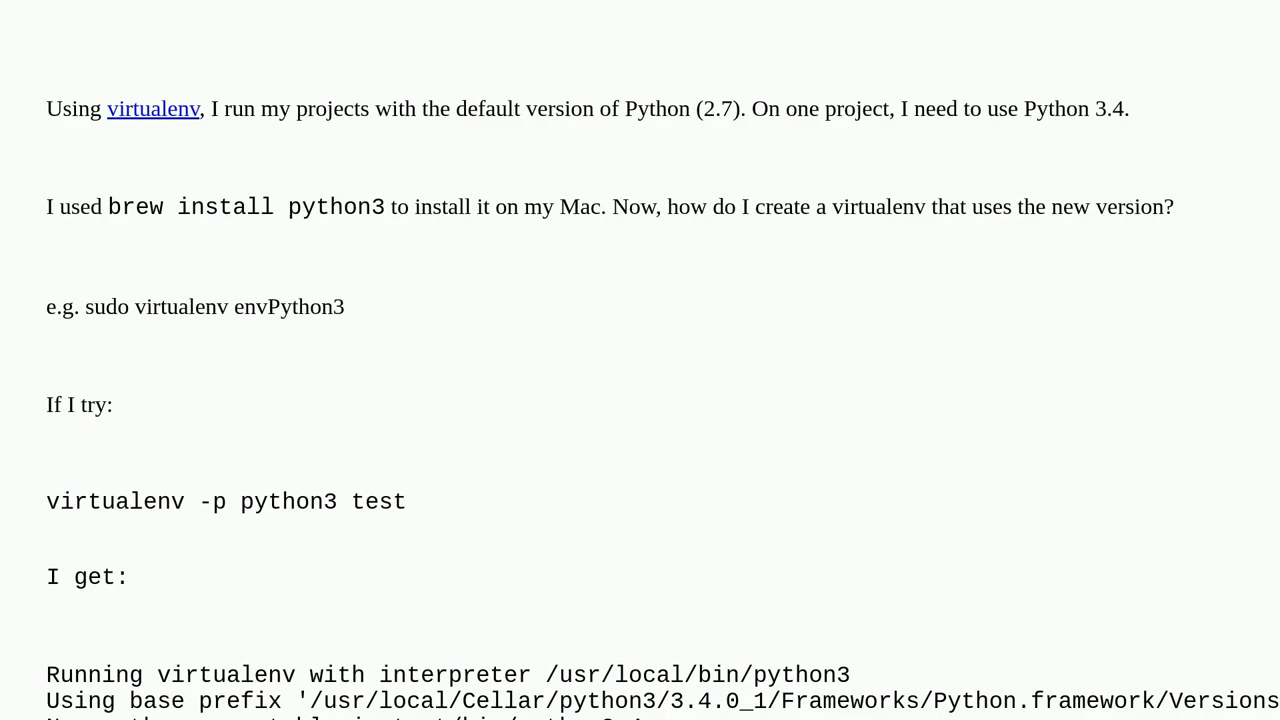 Using virtualenv, I run my projects with the default version of Python (2.7). On one project, I need to use Python 3.4.
I used brew install python3 to install it on my Mac. Now, how do I create a virtualenv that uses the new version?
e.g. sudo virtualenv envPython3
If I try:
virtualenv -p python3 test
I get:
Running virtualenv with interpreter /usr/local/bin/python3
Using base prefix '/usr/local/Cellar/python3/3.4.0_1/Frameworks/Python.framework/Versions